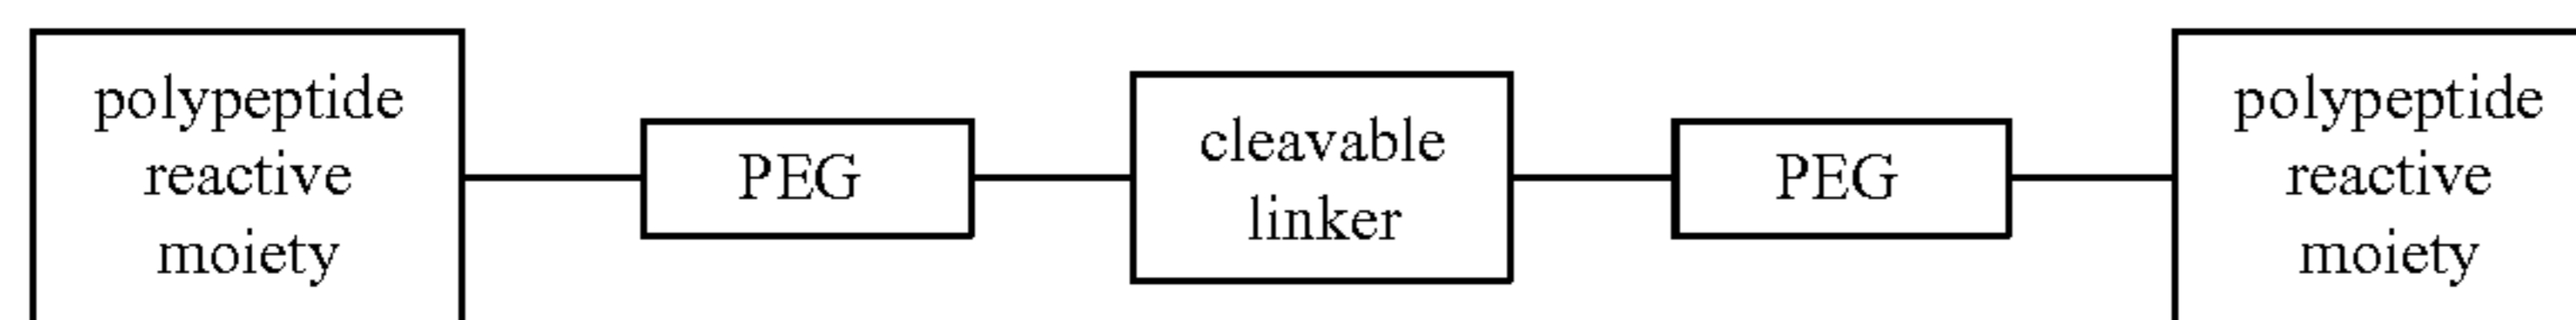 polypeptide
reactive
moiety
PEG
cleavable
linker
PEG
polypeptide
reactive
moiety